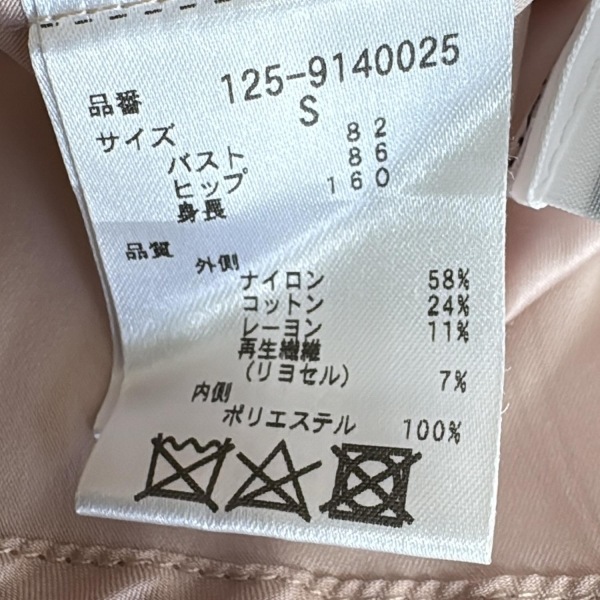 品番 125-9140025
サイズ S
バスト 82
ヒップ 86
身長 160
品質
外側
ナイロン 58%
コットン 24%
レーヨン 11%
再生繊維
(リヨセル) 7%
内側
ポリエステル 100%